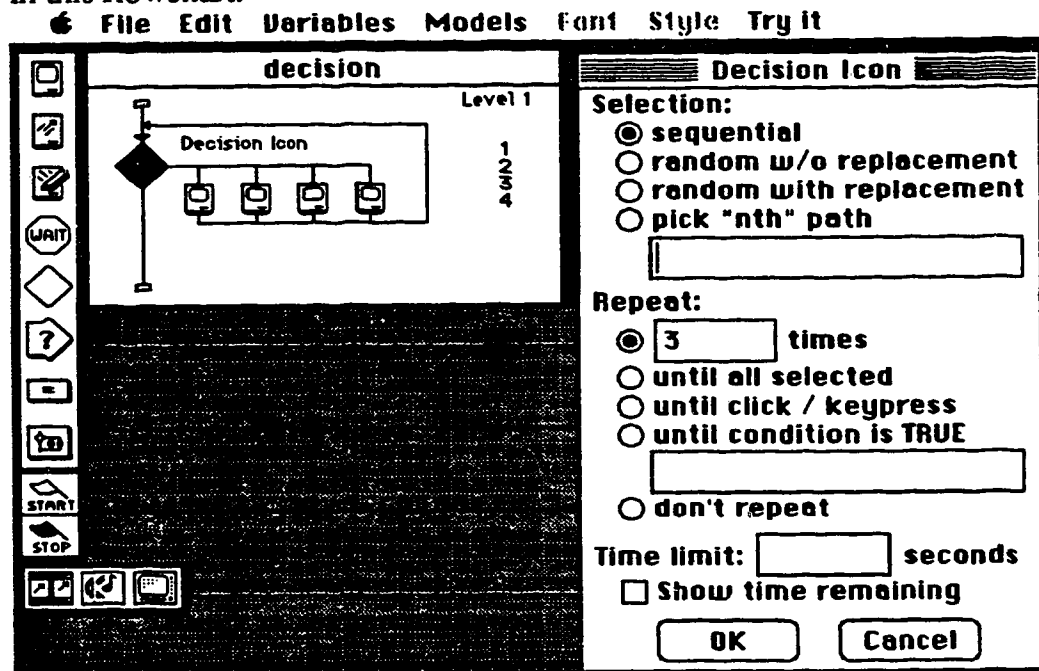 File Edit Variables Models Font Style Try it
decision
Level 1
Decision Icon
1
2
3
4
WAIT
?
=
START
STOP
Decision Icon
Selection:
sequential
random w/o replacement
random with replacement
pick "nth" path
Repeat:
3 times
until all selected
until click / keypress
until condition is TRUE
don't repeat
Time limit: seconds
Show time remaining
OK Cancel